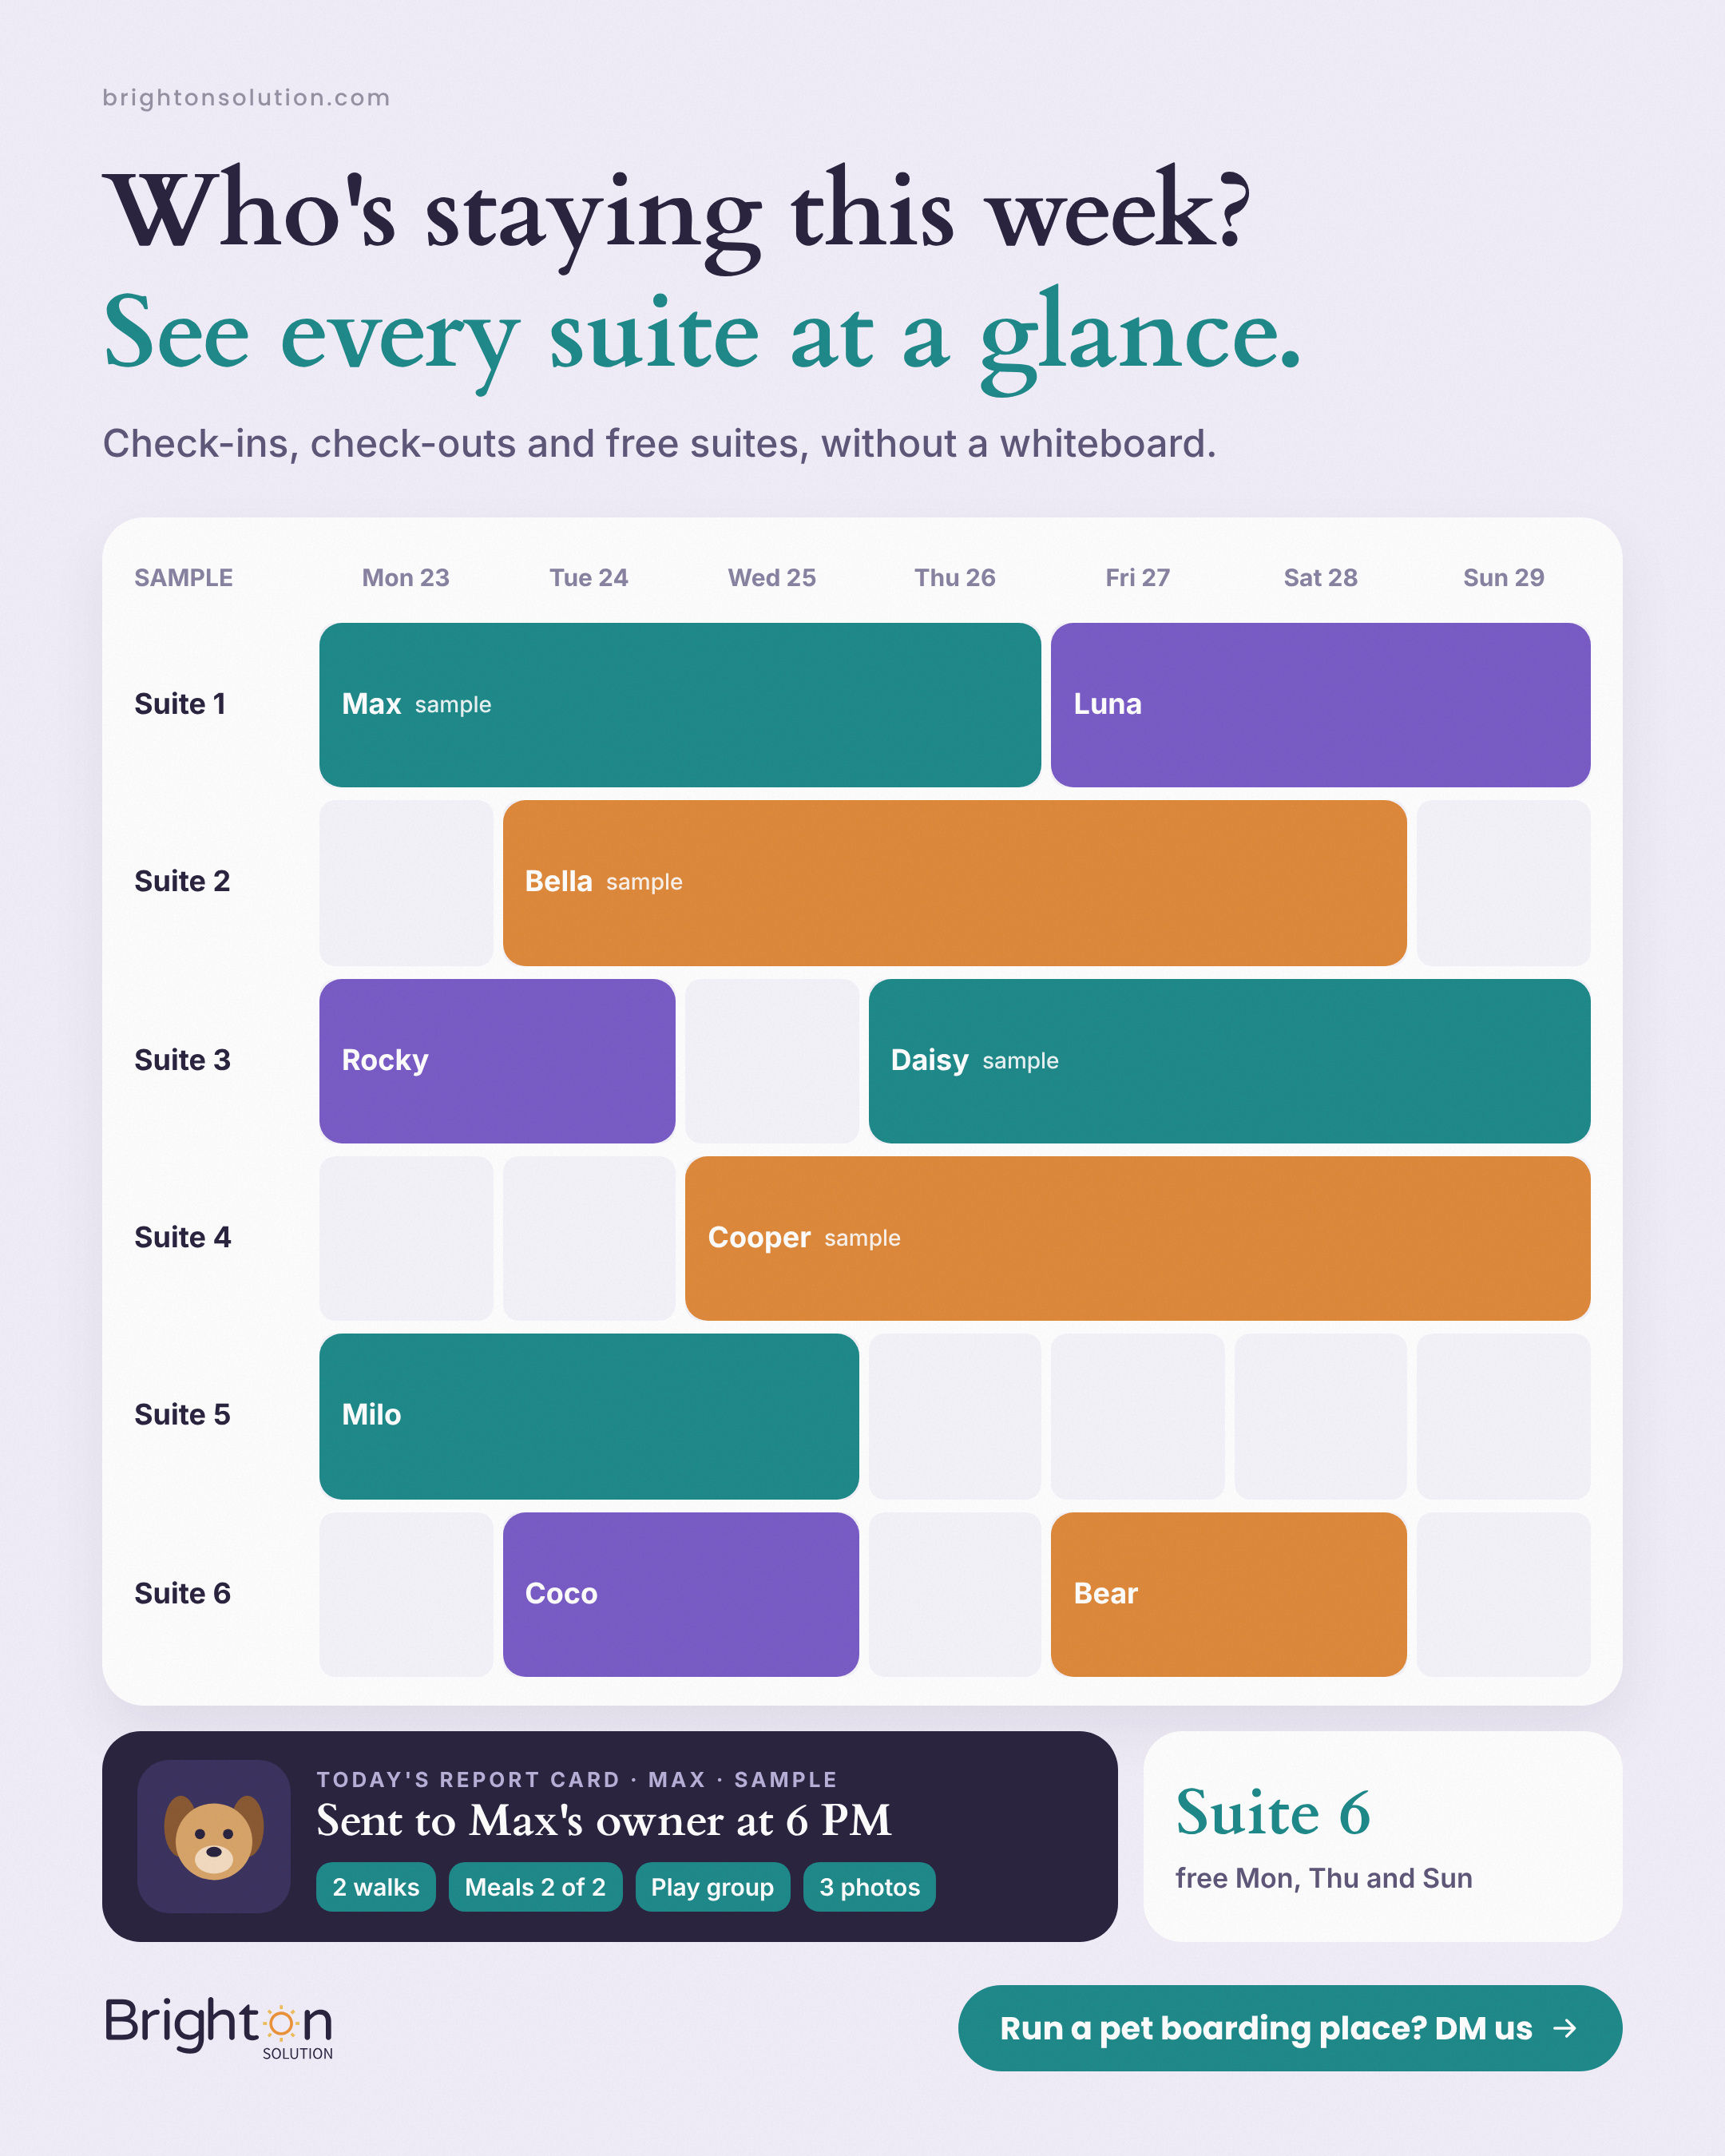 brightonsolution.com
Who's staying this week?
See every suite at a glance.
Check-ins, check-outs and free suites, without a whiteboard.
SAMPLE Mon 23 Tue 24 Wed 25 Thu 26 Fri 27 Sat 28 Sun 29
Suite 1 Max sample Luna
Suite 2 Bella sample
Suite 3 Rocky Daisy sample
Suite 4 Cooper sample
Suite 5 Milo
Suite 6 Coco Bear
TODAY'S REPORT CARD · MAX · SAMPLE
Sent to Max's owner at 6 PM
2 walks Meals 2 of 2 Play group 3 photos
Suite 6
free Mon, Thu and Sun
Brighton
SOLUTION
Run a pet boarding place? DM us →